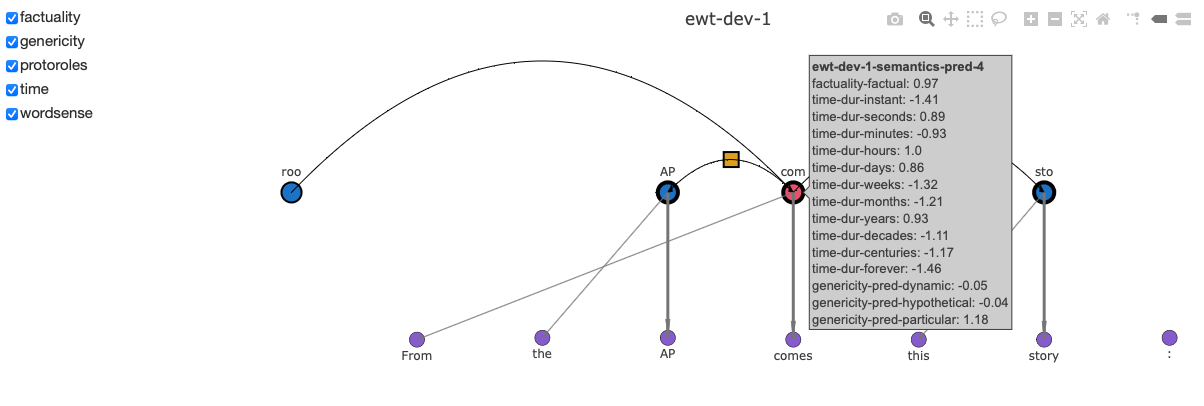 factuality
genericity
protoroles
time
wordsense
ewt-dev-1
roo
AP
com
sto
ewt-dev-1-semantics-pred-4
factuality-factual: 0.97
time-dur-instant: -1.41
time-dur-seconds: 0.89
time-dur-minutes: -0.93
time-dur-hours: 1.0
time-dur-days: 0.86
time-dur-weeks: -1.32
time-dur-months: -1.21
time-dur-years: 0.93
time-dur-decades: -1.11
time-dur-centuries: -1.17
time-dur-forever: -1.46
genericity-pred-dynamic: -0.05
genericity-pred-hypothetical: -0.04
genericity-pred-particular: 1.18
From the AP comes this story :